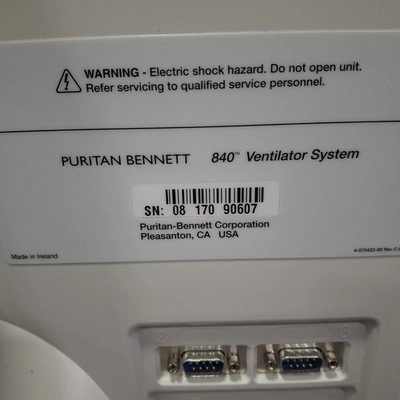 WARNING - Electric shock hazard. Do not open unit.
Refer servicing to qualified service personnel.
PURITAN BENNETT 840™ Ventilator System
SN: 08 170 90607
Puritan-Bennett Corporation
Pleasanton, CA USA
Made in Ireland